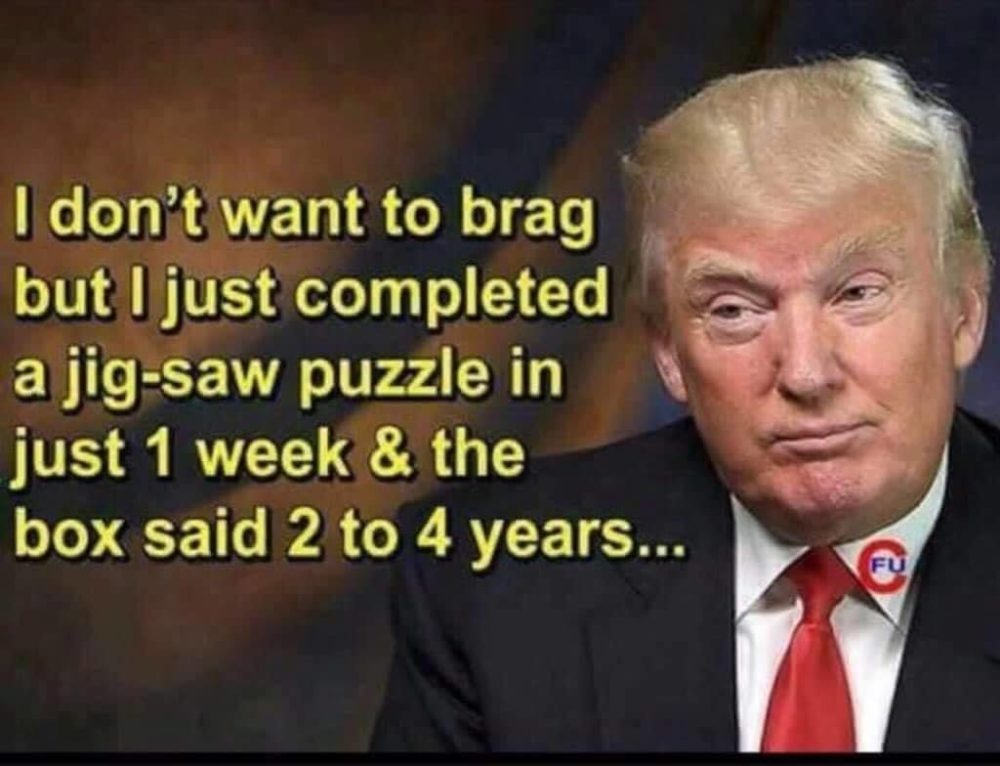 I don't want to brag
but I just completed
a jig-saw puzzle in
just 1 week & the
box said 2 to 4 years...
CFU